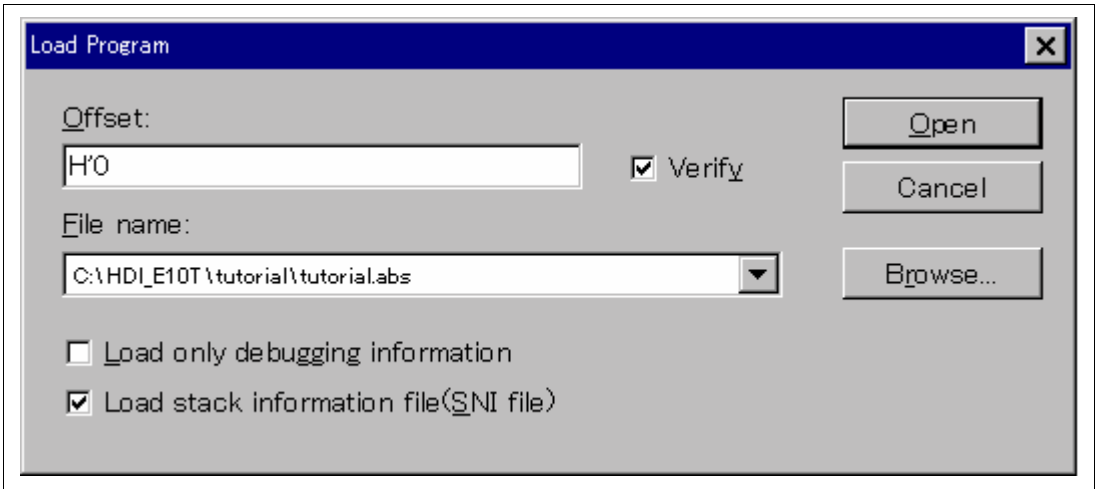 Load Program
Offset:
H'0
Verify
Open
Cancel
File name:
C:\HDI_E10T\tutorial\tutorial.abs
Browse...
Load only debugging information
Load stack information file(SNI file)